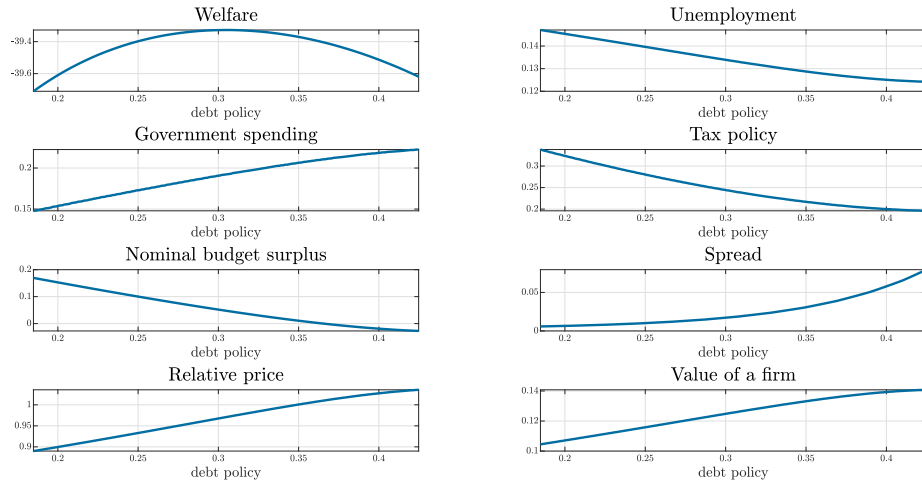 Welfare
-39.4
-39.6
0.2 0.25 0.3 0.35 0.4
debt policy
Unemployment
0.14
0.13
0.12
0.2 0.25 0.3 0.35 0.4
debt policy
Government spending
0.2
0.15
0.2 0.25 0.3 0.35 0.4
debt policy
Tax policy
0.3
0.25
0.2
0.2 0.25 0.3 0.35 0.4
debt policy
Nominal budget surplus
0.2
0.1
0
0.2 0.25 0.3 0.35 0.4
debt policy
Spread
0.05
0
0.2 0.25 0.3 0.35 0.4
debt policy
Relative price
1
0.95
0.9
0.2 0.25 0.3 0.35 0.4
debt policy
Value of a firm
0.14
0.12
0.1
0.2 0.25 0.3 0.35 0.4
debt policy